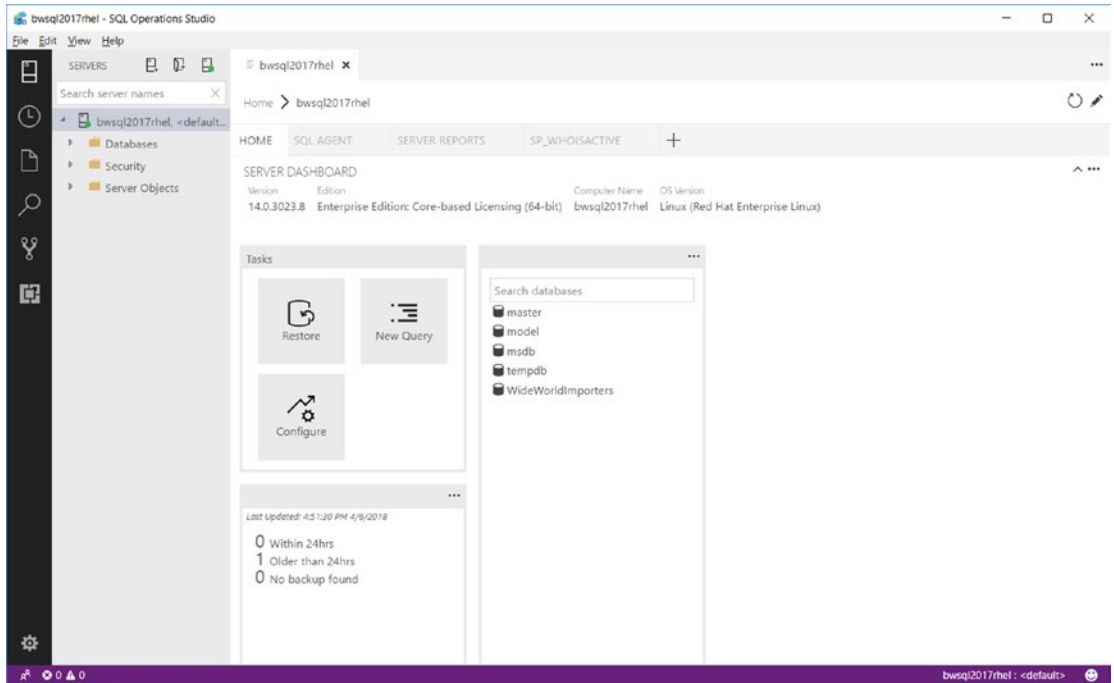 bwsql2017rhel - SQL Operations Studio
File Edit View Help
SERVERS
Search server names
bwsql2017rhel, <default...
Databases
Security
Server Objects
bwsql2017rhel
Home bwsql2017rhel
HOME SQL AGENT SERVER REPORTS SP_WHOISACTIVE
SERVER DASHBOARD
Version Edition Computer Name OS Version
14.0.3023.8 Enterprise Edition: Core-based Licensing (64-bit) bwsql2017rhel Linux (Red Hat Enterprise Linux)
Tasks
Restore
New Query
Configure
Search databases
master
model
msdb
tempdb
WideWorldImporters
Last Updated: 4:51:30 PM 4/6/2018
0 Within 24hrs
1 Older than 24hrs
0 No backup found
0 0
bwsql2017rhel : <default>